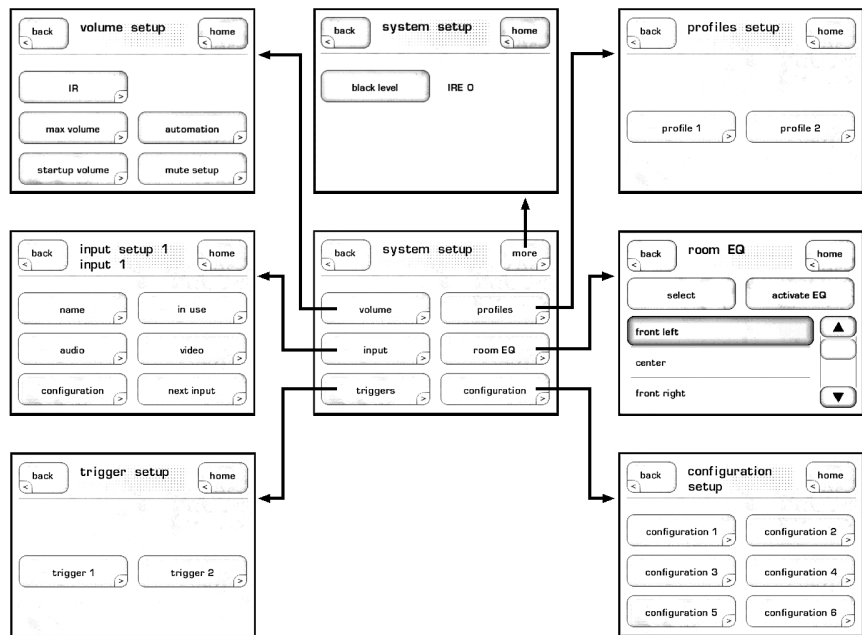 back volume setup home
<
<
IR
>
max volume automation
>
>
startup volume mute setup
>
>
back system setup home
<
<
black level IRE 0
back profiles setup home
<
<
profile 1 profile 2
>
>
back input setup 1 home
input 1
<
<
name in use
>
>
audio video
>
>
configuration next input
>
>
back system setup more
<
>
volume profiles
>
>
input room EQ
>
>
triggers configuration
>
>
back room EQ home
<
<
select activate EQ
front left
center
front right
back trigger setup home
<
<
trigger 1 trigger 2
>
>
back configuration home
setup
<
<
configuration 1 configuration 2
>
>
configuration 3 configuration 4
>
>
configuration 5 configuration 6
>
>